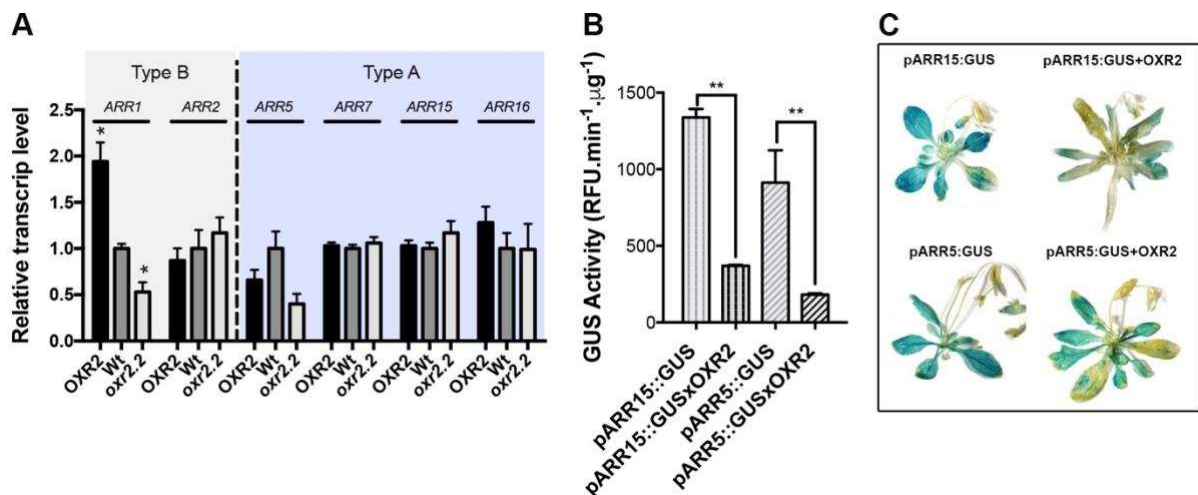 A
Type B
Type A
ARR1 ARR2 ARR5 ARR7 ARR15 ARR16
Relative transcrip level
2.5
2.0
1.5
1.0
0.5
0.0
* *
OXR2 Wt oxr2.2 OXR2 Wt oxr2.2 OXR2 Wt oxr2.2 OXR2 Wt oxr2.2 OXR2 Wt oxr2.2 OXR2 Wt oxr2.2
B
GUS Activity (RFU.min-1.µg-1)
1500
1000
500
0
** **
pARR15::GUS
pARR15::GUSxOXR2
pARR5::GUS
pARR5::GUSxOXR2
C
pARR15:GUS pARR15:GUS+OXR2
pARR5:GUS pARR5:GUS+OXR2